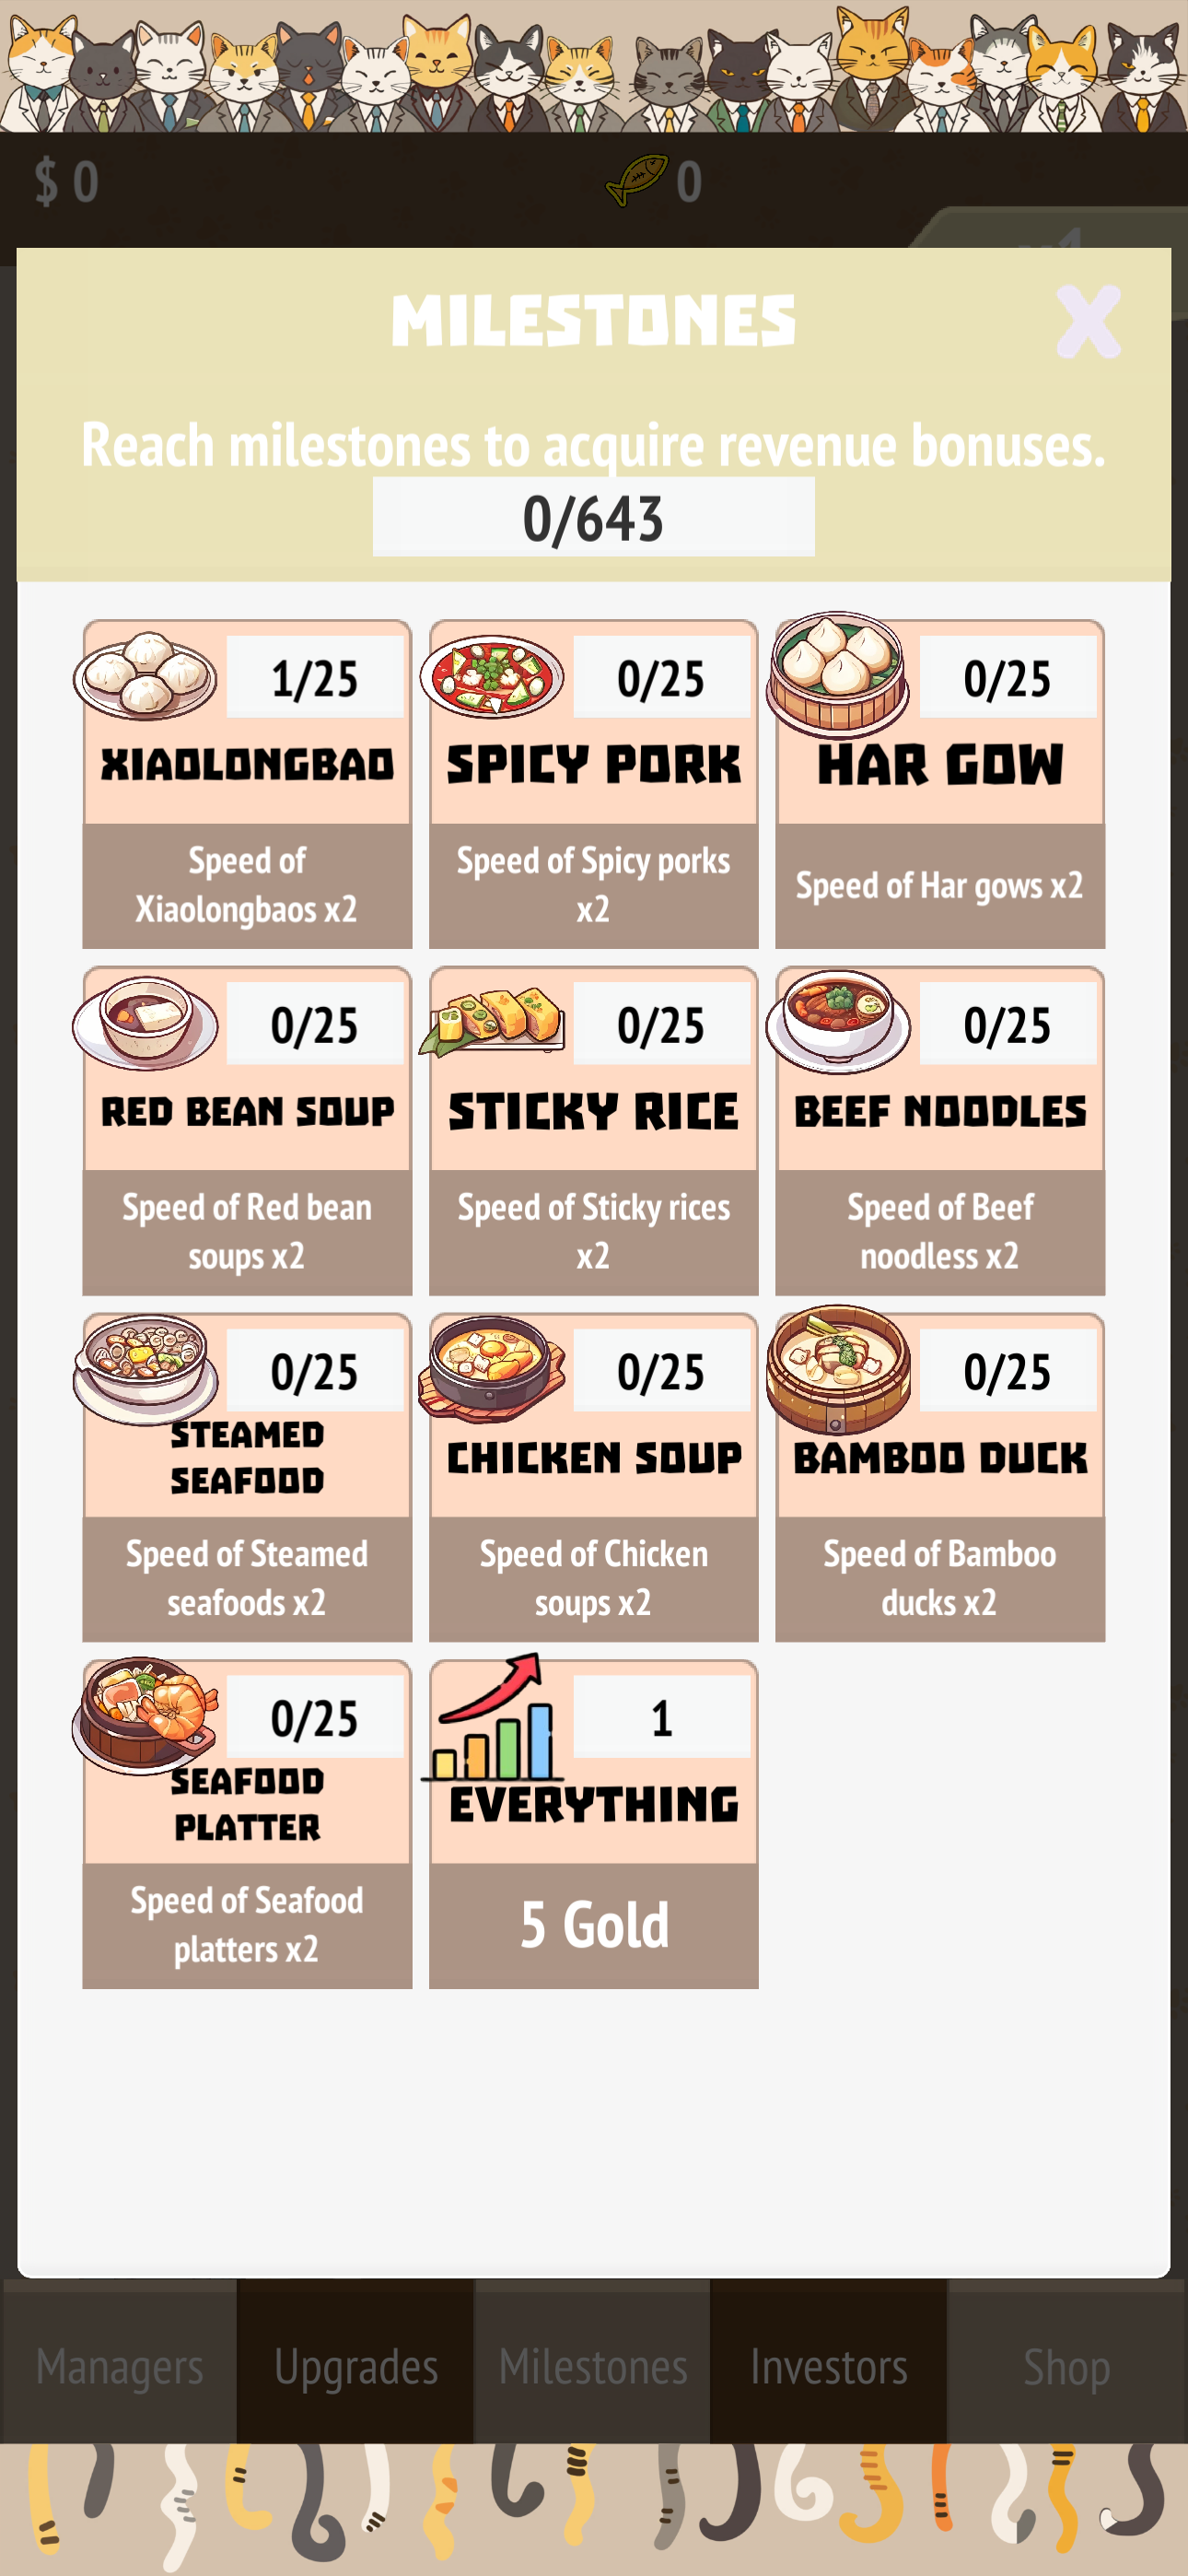 $ 0
0
MILESTONES
X
Reach milestones to acquire revenue bonuses.
0/643
1/25
XIAOLONGBAO
Speed of
Xiaolongbaos x2
0/25
SPICY PORK
Speed of Spicy porks
x2
0/25
HAR GOW
Speed of Har gows x2
0/25
RED BEAN SOUP
Speed of Red bean
soups x2
0/25
STICKY RICE
Speed of Sticky rices
x2
0/25
BEEF NOODLES
Speed of Beef
noodless x2
0/25
STEAMED
SEAFOOD
Speed of Steamed
seafoods x2
0/25
CHICKEN SOUP
Speed of Chicken
soups x2
0/25
BAMBOO DUCK
Speed of Bamboo
ducks x2
0/25
SEAFOOD
PLATTER
Speed of Seafood
platters x2
1
EVERYTHING
5 Gold
Managers
Upgrades
Milestones
Investors
Shop